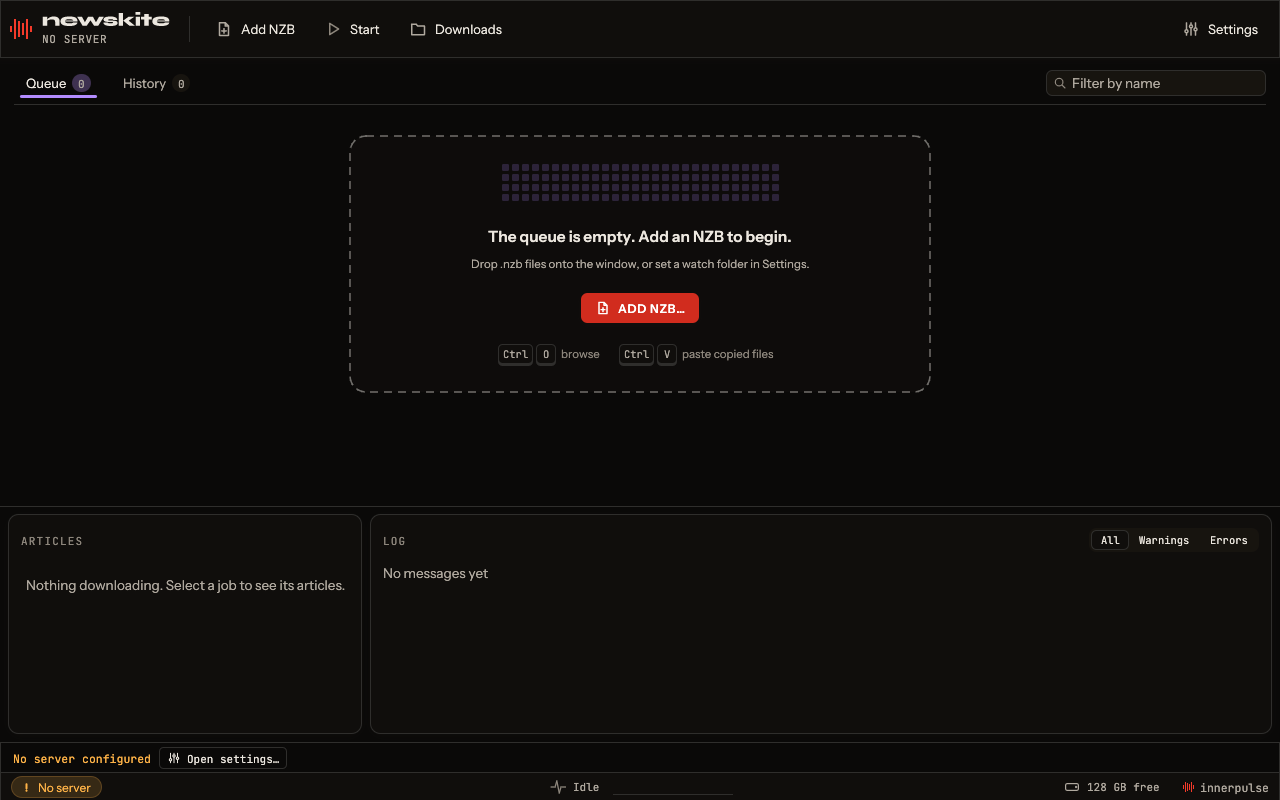 newskite
NO SERVER
Add NZB
Start
Downloads
Settings
Queue 0
History 0
Filter by name
The queue is empty. Add an NZB to begin.
Drop .nzb files onto the window, or set a watch folder in Settings.
ADD NZB…
Ctrl O browse
Ctrl V paste copied files
ARTICLES
Nothing downloading. Select a job to see its articles.
LOG
All
Warnings
Errors
No messages yet
No server configured
Open settings…
! No server
Idle
128 GB free
innerpulse